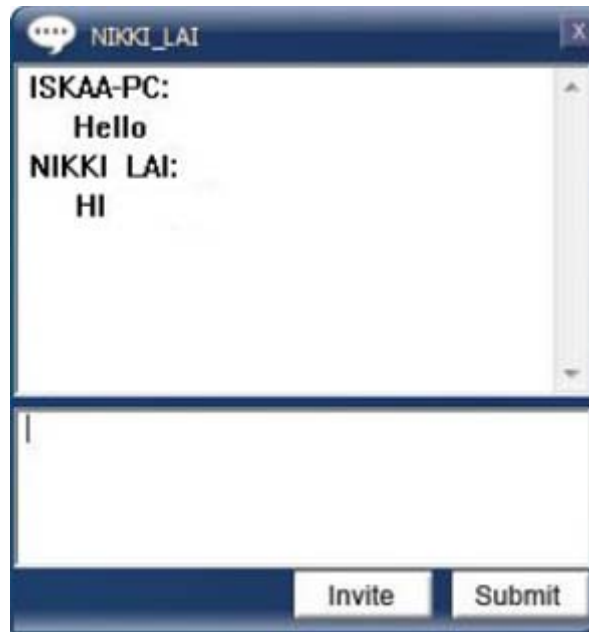 NIKKI_LAI X
ISKAA-PC:
Hello
NIKKI LAI:
HI
Invite Submit